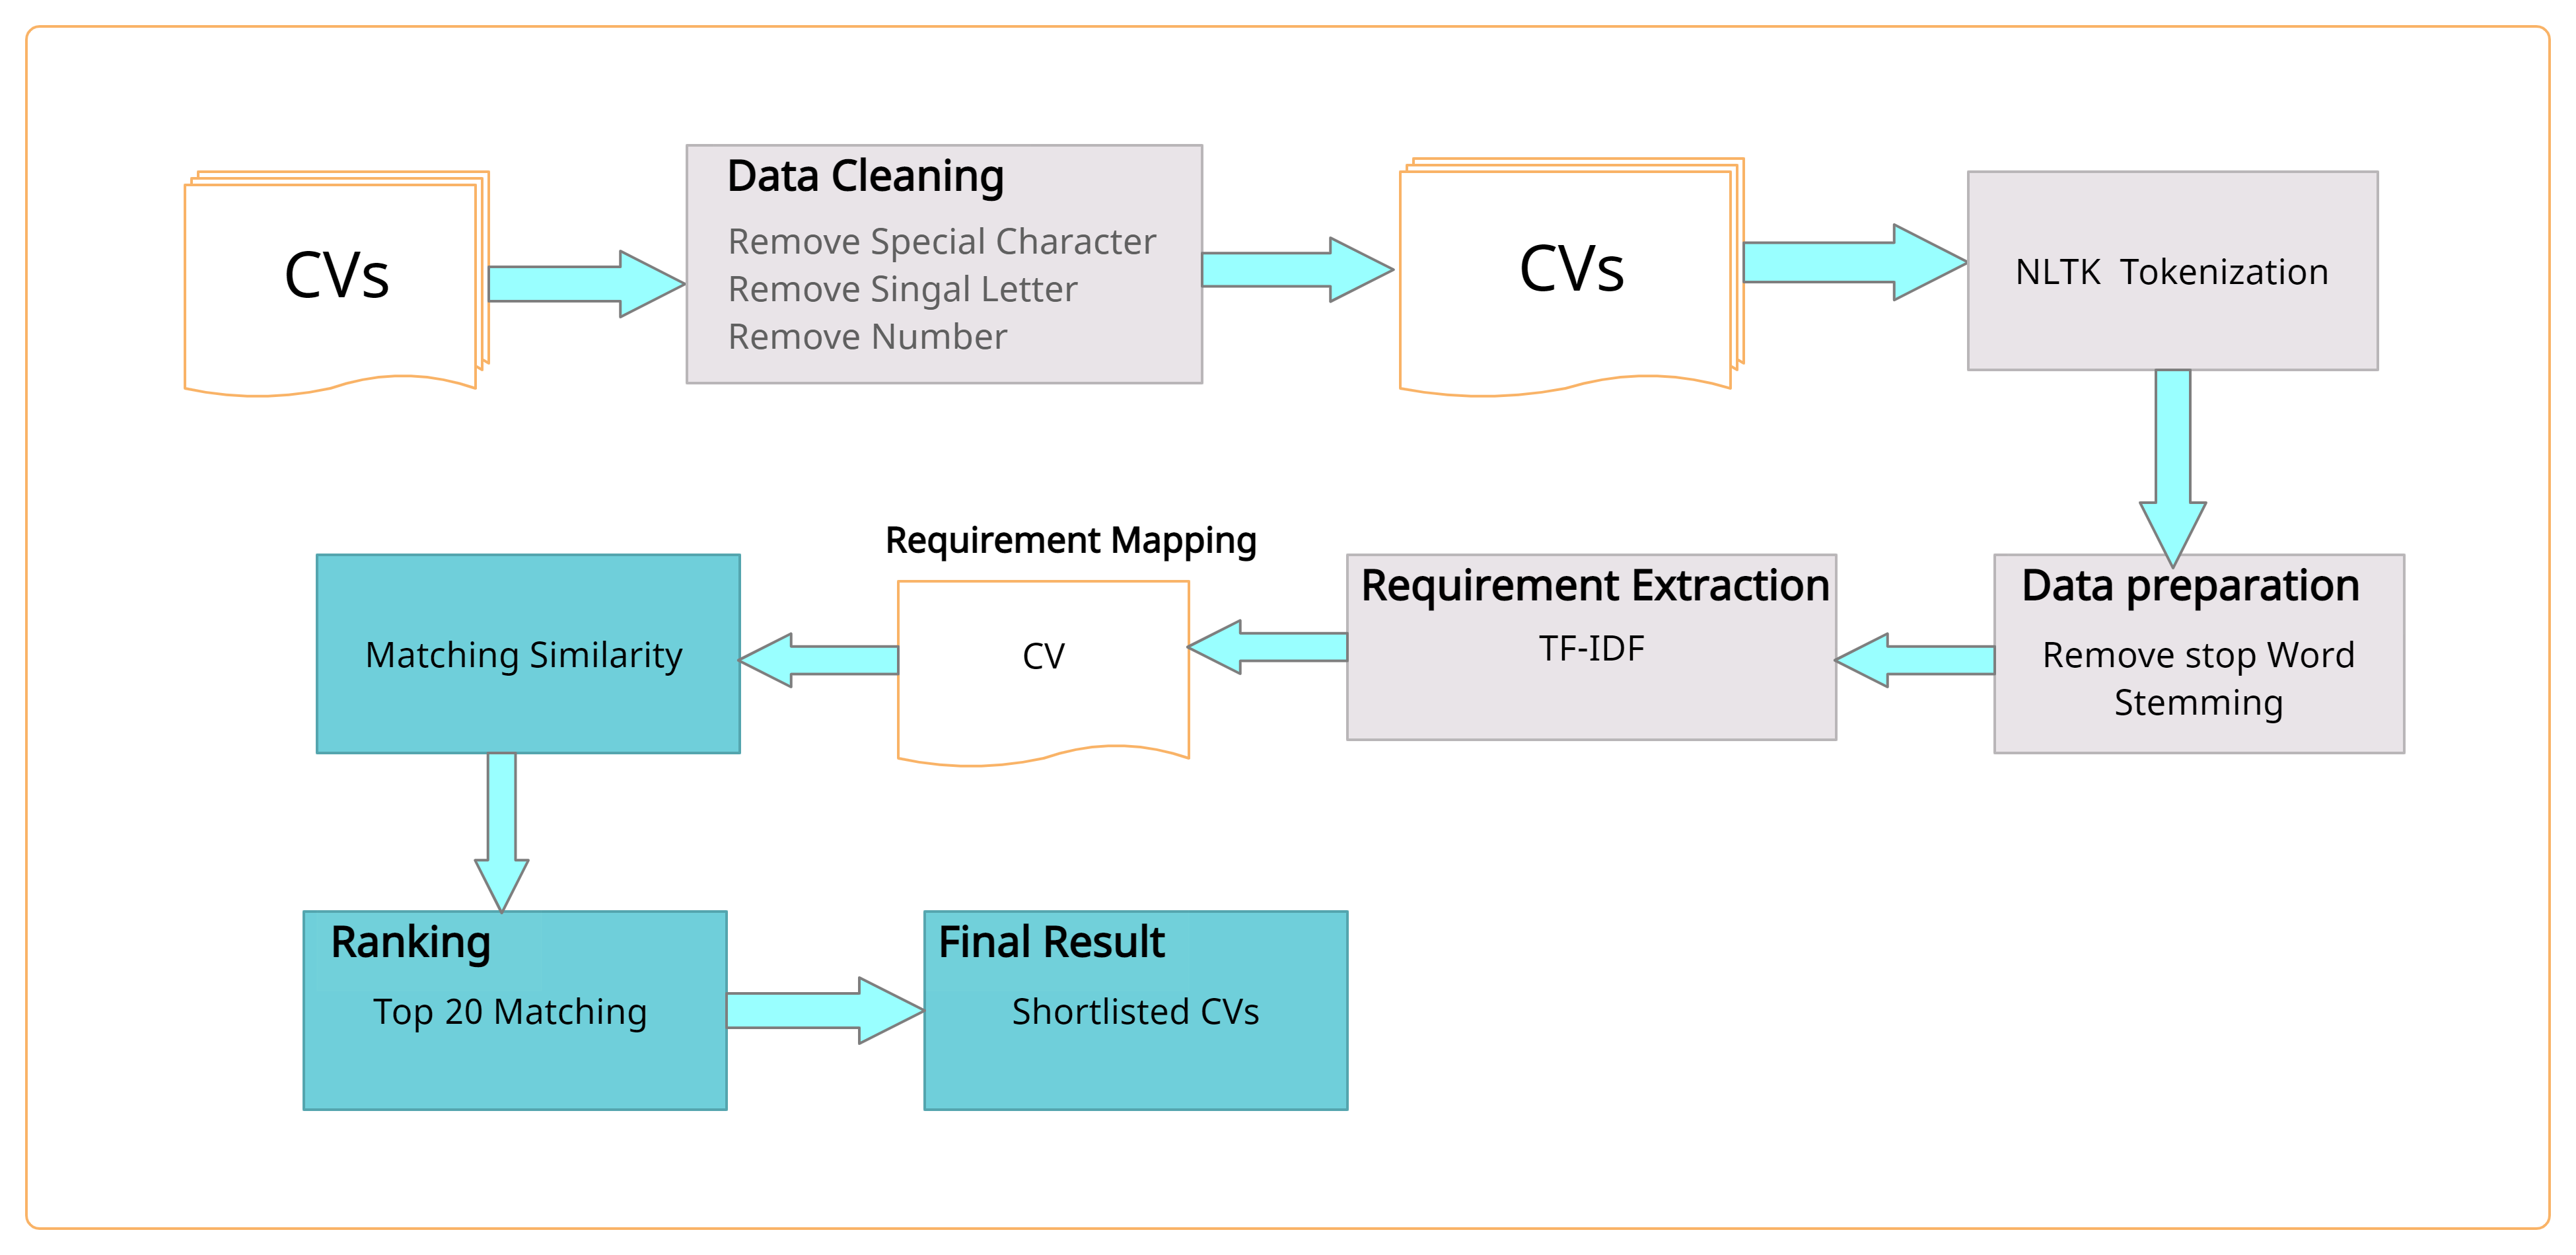 CVs
Data Cleaning
Remove Special Character
Remove Singal Letter
Remove Number
CVs
NLTK  Tokenization
Data preparation
Remove stop Word
Stemming
Requirement Extraction
TF-IDF
Requirement Mapping
CV
Matching Similarity
Ranking
Top 20 Matching
Final Result
Shortlisted CVs